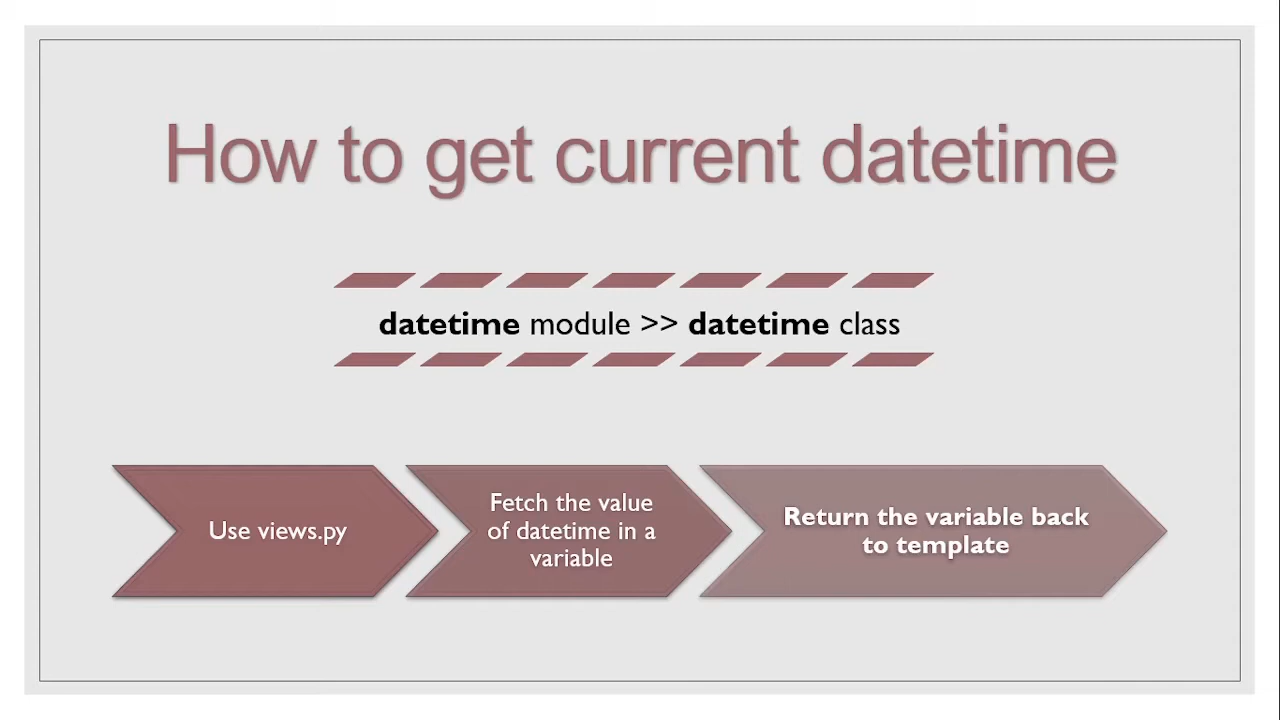 How to get current datetime
datetime module >> datetime class
Use views.py
Fetch the value
of datetime in a
variable
Return the variable back
to template